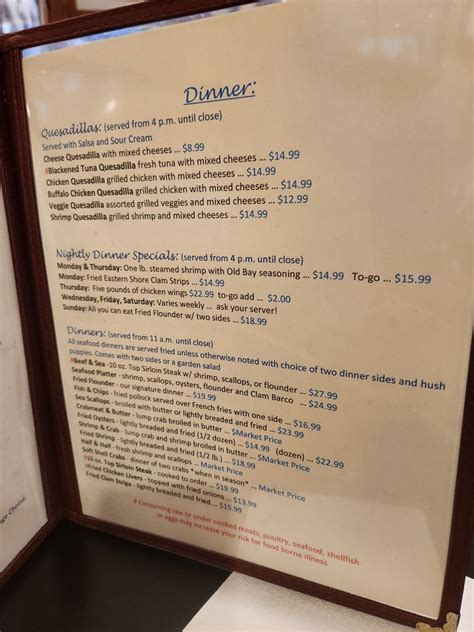 Dinner:
Quesadillas: (served from 4 p.m. until close)
Served with Salsa and Sour Cream
Cheese Quesadilla with mixed cheeses ... $8.99
#Blackened Tuna Quesadilla fresh tuna with mixed cheeses ... $14.99
Chicken Quesadilla grilled chicken with mixed cheeses ... $14.99
Buffalo Chicken Quesadilla grilled chicken with mixed cheeses ... $14.99
Veggie Quesadilla assorted grilled veggies and mixed cheeses ... $12.99
Shrimp Quesadilla grilled shrimp and mixed cheeses ... $14.99
Nightly Dinner Specials: (served from 4 p.m. until close)
Monday & Thursday: One lb. steamed shrimp with Old Bay seasoning ... $14.99 To-go ... $15.99
Monday: Fried Eastern Shore Clam Strips ... $14.99
Thursday: Five pounds of chicken wings $22.99 to-go add ... $2.00
Wednesday, Friday, Saturday: Varies weekly ... ask your server!
Sunday: All you can eat Fried Flounder w/ two sides ... $18.99
Dinners: (served from 11 a.m. until close)
All seafood dinners are served fried unless otherwise noted with choice of two dinner sides and hush
puppies. Comes with two sides or a garden salad
#Beef & Sea -10 oz. Top Sirloin Steak w/ shrimp, scallops, or flounder ... $27.99
Seafood Platter - shrimp, scallops, oysters, flounder and Clam Barco ... $24.99
Fried Flounder - our signature dinner ... $19.99
Fish & Chips - fried pollock served over French fries with one side ... $16.99
Sea Scallops - broiled with butter or lightly breaded and fried ... $23.99
Crabmeat & Butter - lump crab broiled in butter ... $Market Price
Fried Oysters - lightly breaded and fried (1/2 dozen) ... $14.99 (dozen) ... $22.99
Shrimp & Crab - lump crab and shrimp broiled in butter ... $Market Price
Fried Shrimp - lightly breaded and fried (1/2 lb.) ... $18.99
Half & Half - fresh shrimp and scallops ... Market Price
Soft Shell Crabs - dinner of two crabs *when in season* ... Market Price
#10 oz. Top Sirloin Steak - cooked to order ... $19.99
#Fried Chicken Livers - topped with fried onions ... $13.99
Fried Clam Strips - lightly breaded and fried ... $15.99
# Consuming raw or under cooked meats, poultry, seafood, shellfish
or eggs may increase your risk for food borne illness